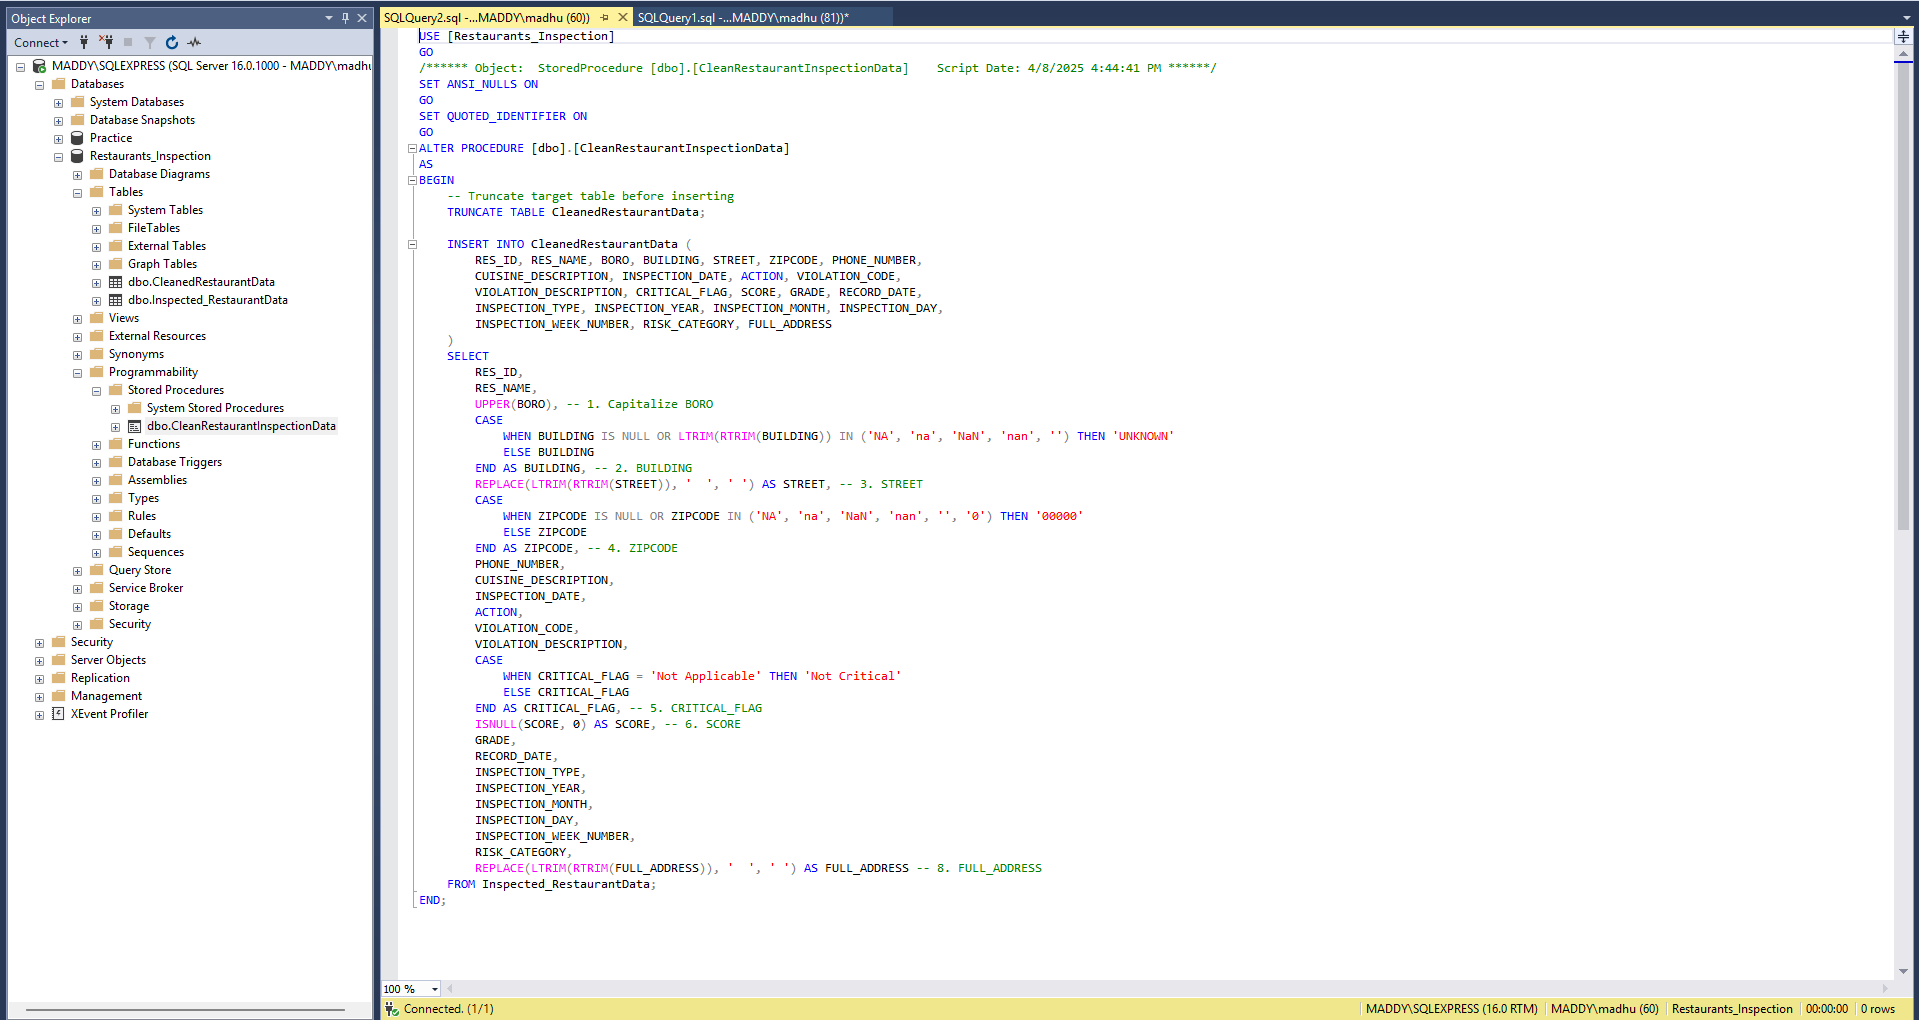 Object Explorer
Connect
MADDY\SQLEXPRESS (SQL Server 16.0.1000 - MADDY\madhu
Databases
System Databases
Database Snapshots
Practice
Restaurants_Inspection
Database Diagrams
Tables
System Tables
FileTables
External Tables
Graph Tables
dbo.CleanedRestaurantData
dbo.Inspected_RestaurantData
Views
External Resources
Synonyms
Programmability
Stored Procedures
System Stored Procedures
dbo.CleanRestaurantInspectionData
Functions
Database Triggers
Assemblies
Types
Rules
Defaults
Sequences
Query Store
Service Broker
Storage
Security
Security
Server Objects
Replication
Management
XEvent Profiler
SQLQuery2.sql -...MADDY\madhu (60))
SQLQuery1.sql -...MADDY\madhu (81))*
USE [Restaurants_Inspection]
GO
/****** Object:  StoredProcedure [dbo].[CleanRestaurantInspectionData]    Script Date: 4/8/2025 4:44:41 PM ******/
SET ANSI_NULLS ON
GO
SET QUOTED_IDENTIFIER ON
GO
ALTER PROCEDURE [dbo].[CleanRestaurantInspectionData]
AS
BEGIN
    -- Truncate target table before inserting
    TRUNCATE TABLE CleanedRestaurantData;
    INSERT INTO CleanedRestaurantData (
        RES_ID, RES_NAME, BORO, BUILDING, STREET, ZIPCODE, PHONE_NUMBER,
        CUISINE_DESCRIPTION, INSPECTION_DATE, ACTION, VIOLATION_CODE,
        VIOLATION_DESCRIPTION, CRITICAL_FLAG, SCORE, GRADE, RECORD_DATE,
        INSPECTION_TYPE, INSPECTION_YEAR, INSPECTION_MONTH, INSPECTION_DAY,
        INSPECTION_WEEK_NUMBER, RISK_CATEGORY, FULL_ADDRESS
    )
    SELECT
        RES_ID,
        RES_NAME,
        UPPER(BORO), -- 1. Capitalize BORO
        CASE
            WHEN BUILDING IS NULL OR LTRIM(RTRIM(BUILDING)) IN ('NA', 'na', 'NaN', 'nan', '') THEN 'UNKNOWN'
            ELSE BUILDING
        END AS BUILDING, -- 2. BUILDING
        REPLACE(LTRIM(RTRIM(STREET)), '  ', ' ') AS STREET, -- 3. STREET
        CASE
            WHEN ZIPCODE IS NULL OR ZIPCODE IN ('NA', 'na', 'NaN', 'nan', '', '0') THEN '00000'
            ELSE ZIPCODE
        END AS ZIPCODE, -- 4. ZIPCODE
        PHONE_NUMBER,
        CUISINE_DESCRIPTION,
        INSPECTION_DATE,
        ACTION,
        VIOLATION_CODE,
        VIOLATION_DESCRIPTION,
        CASE
            WHEN CRITICAL_FLAG = 'Not Applicable' THEN 'Not Critical'
            ELSE CRITICAL_FLAG
        END AS CRITICAL_FLAG, -- 5. CRITICAL_FLAG
        ISNULL(SCORE, 0) AS SCORE, -- 6. SCORE
        GRADE,
        RECORD_DATE,
        INSPECTION_TYPE,
        INSPECTION_YEAR,
        INSPECTION_MONTH,
        INSPECTION_DAY,
        INSPECTION_WEEK_NUMBER,
        RISK_CATEGORY,
        REPLACE(LTRIM(RTRIM(FULL_ADDRESS)), '  ', ' ') AS FULL_ADDRESS -- 8. FULL_ADDRESS
    FROM Inspected_RestaurantData;
END;
100 %
Connected. (1/1)
MADDY\SQLEXPRESS (16.0 RTM)
MADDY\madhu (60)
Restaurants_Inspection
00:00:00
0 rows